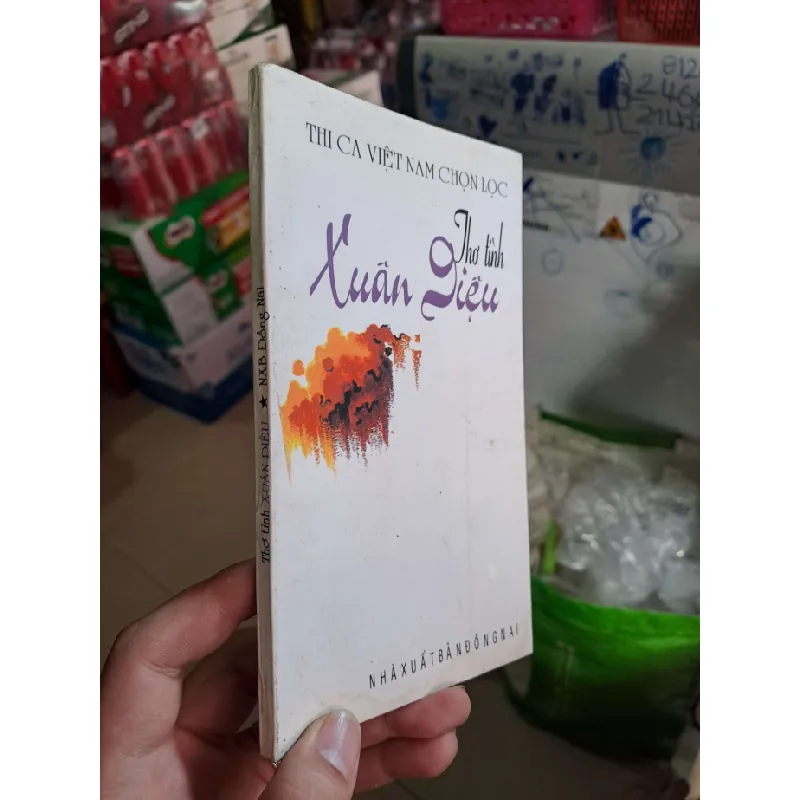 THI CA VIỆT NAM CHỌN LỌC
Thơ tình
Xuân Diệu
NHÀ XUẤT BẢN ĐỒNG NAI
Thơ tình XUÂN DIỆU ★ NXB Đồng Nai
812